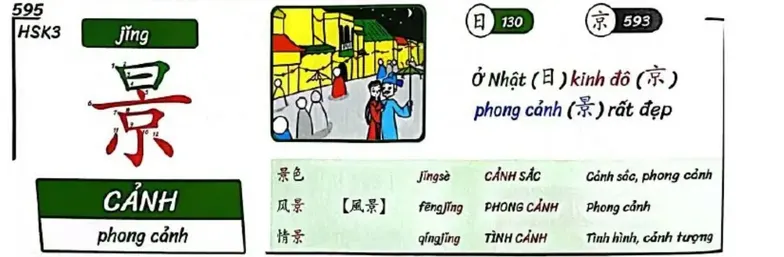 595
HSK3
jǐng
景
CẢNH
phong cảnh
日 130
京 593
Ở Nhật (日) kinh đô (京)
phong cảnh (景) rất đẹp
景色 jǐngsè CẢNH SẮC Cảnh sắc, phong cảnh
风景 【風景】 fēngjǐng PHONG CẢNH Phong cảnh
情景 qíngjǐng TÌNH CẢNH Tình hình, cảnh tượng